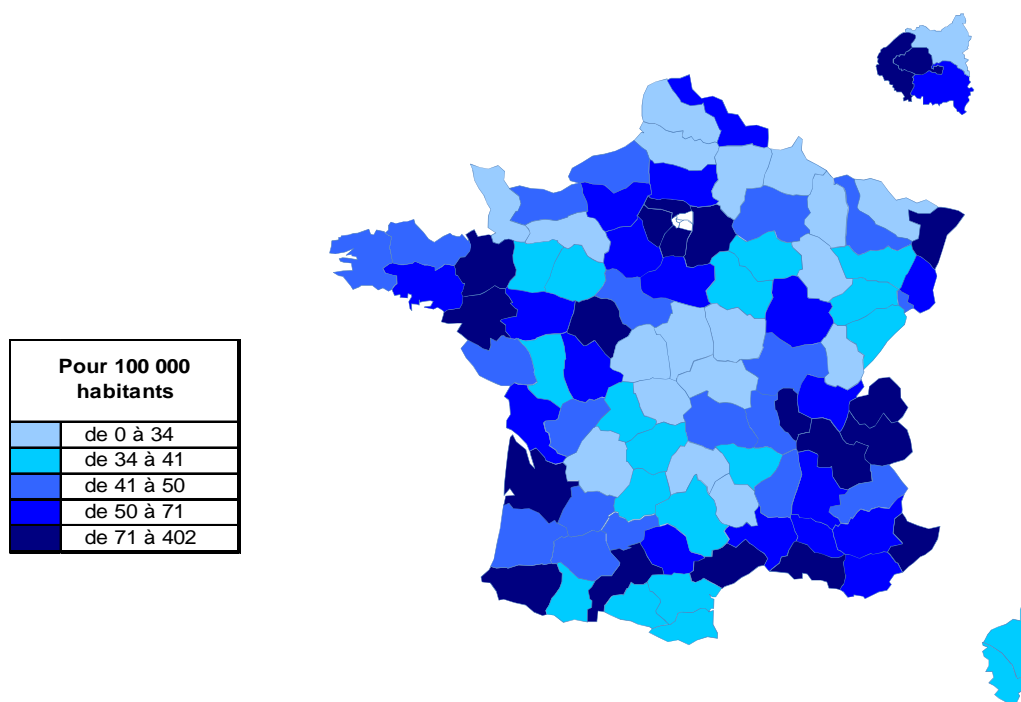 Pour 100 000
habitants
de 0 à 34
de 34 à 41
de 41 à 50
de 50 à 71
de 71 à 402